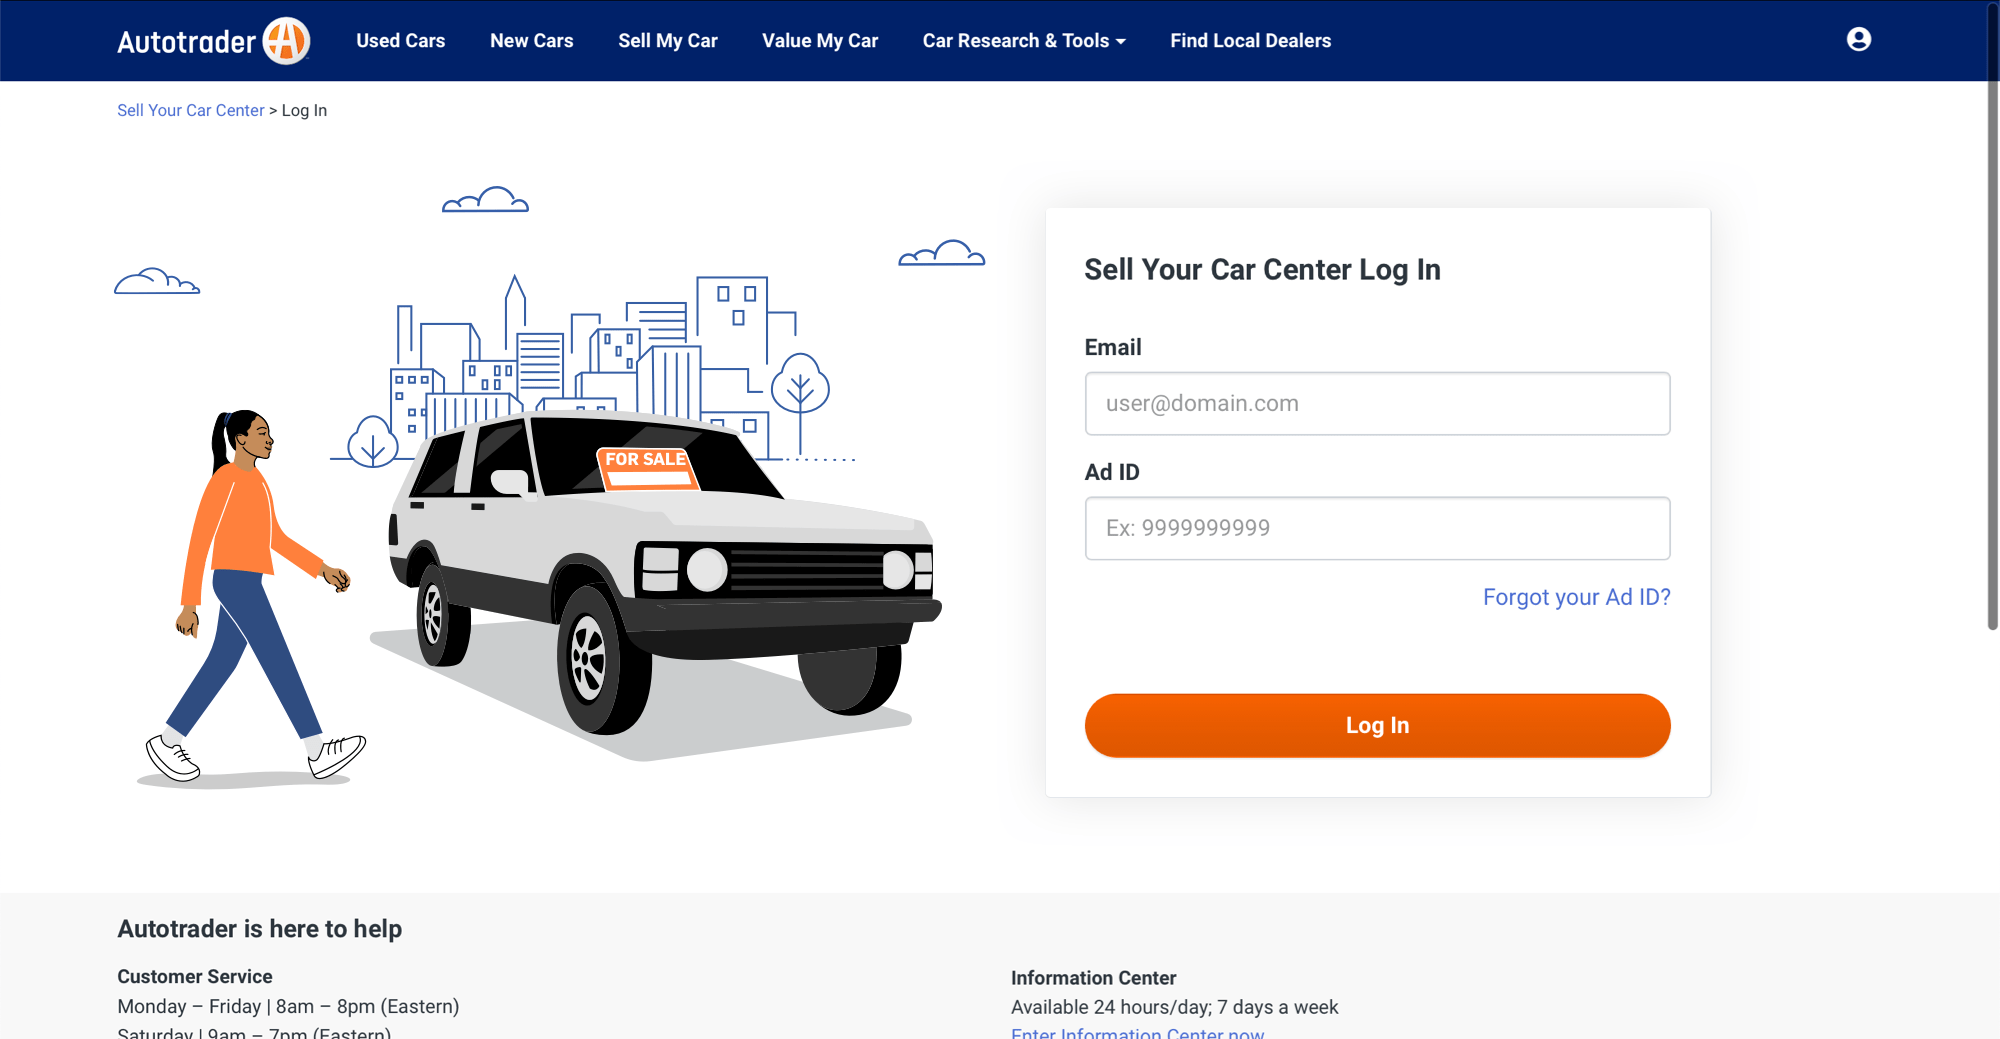 Autotrader
Used Cars
New Cars
Sell My Car
Value My Car
Car Research & Tools
Find Local Dealers
Sell Your Car Center > Log In
FOR SALE
Sell Your Car Center Log In
Email
user@domain.com
Ad ID
Ex: 9999999999
Forgot your Ad ID?
Log In
Autotrader is here to help
Customer Service
Monday – Friday | 8am – 8pm (Eastern)
Saturday | 9am – 7pm (Eastern)
Information Center
Available 24 hours/day; 7 days a week
Enter Information Center now